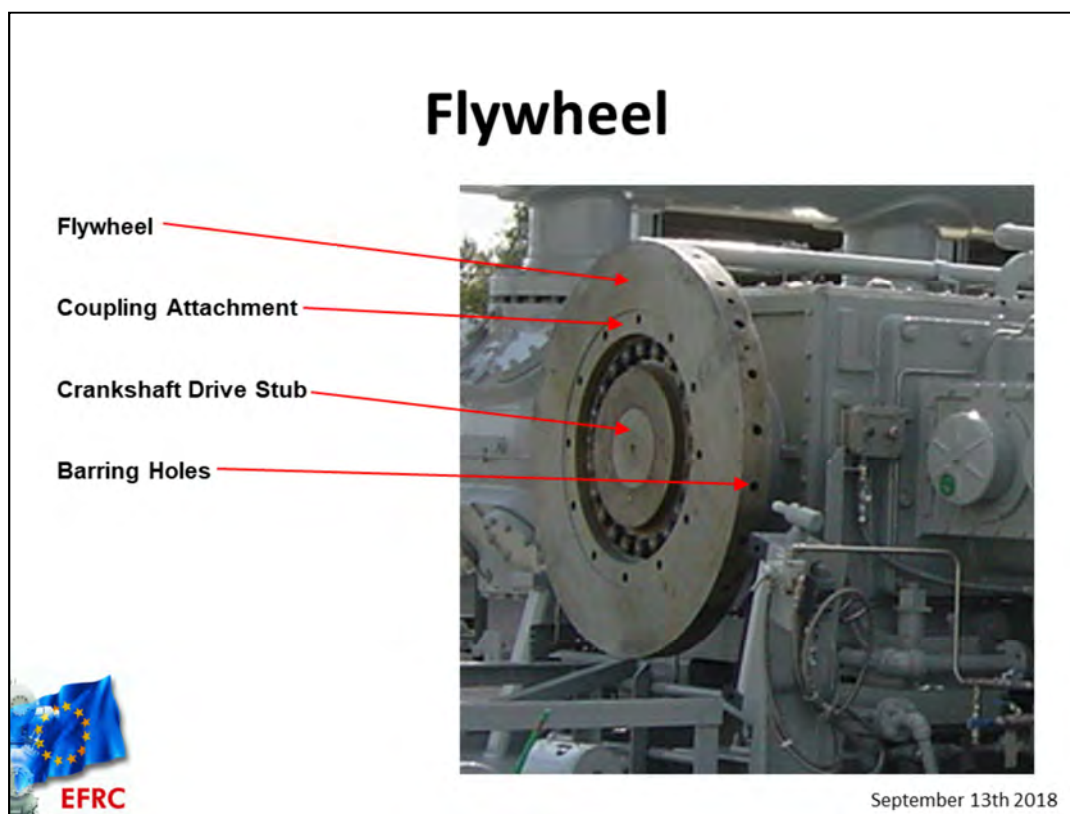 Flywheel
Flywheel
Coupling Attachment
Crankshaft Drive Stub
Barring Holes
EFRC
September 13th 2018